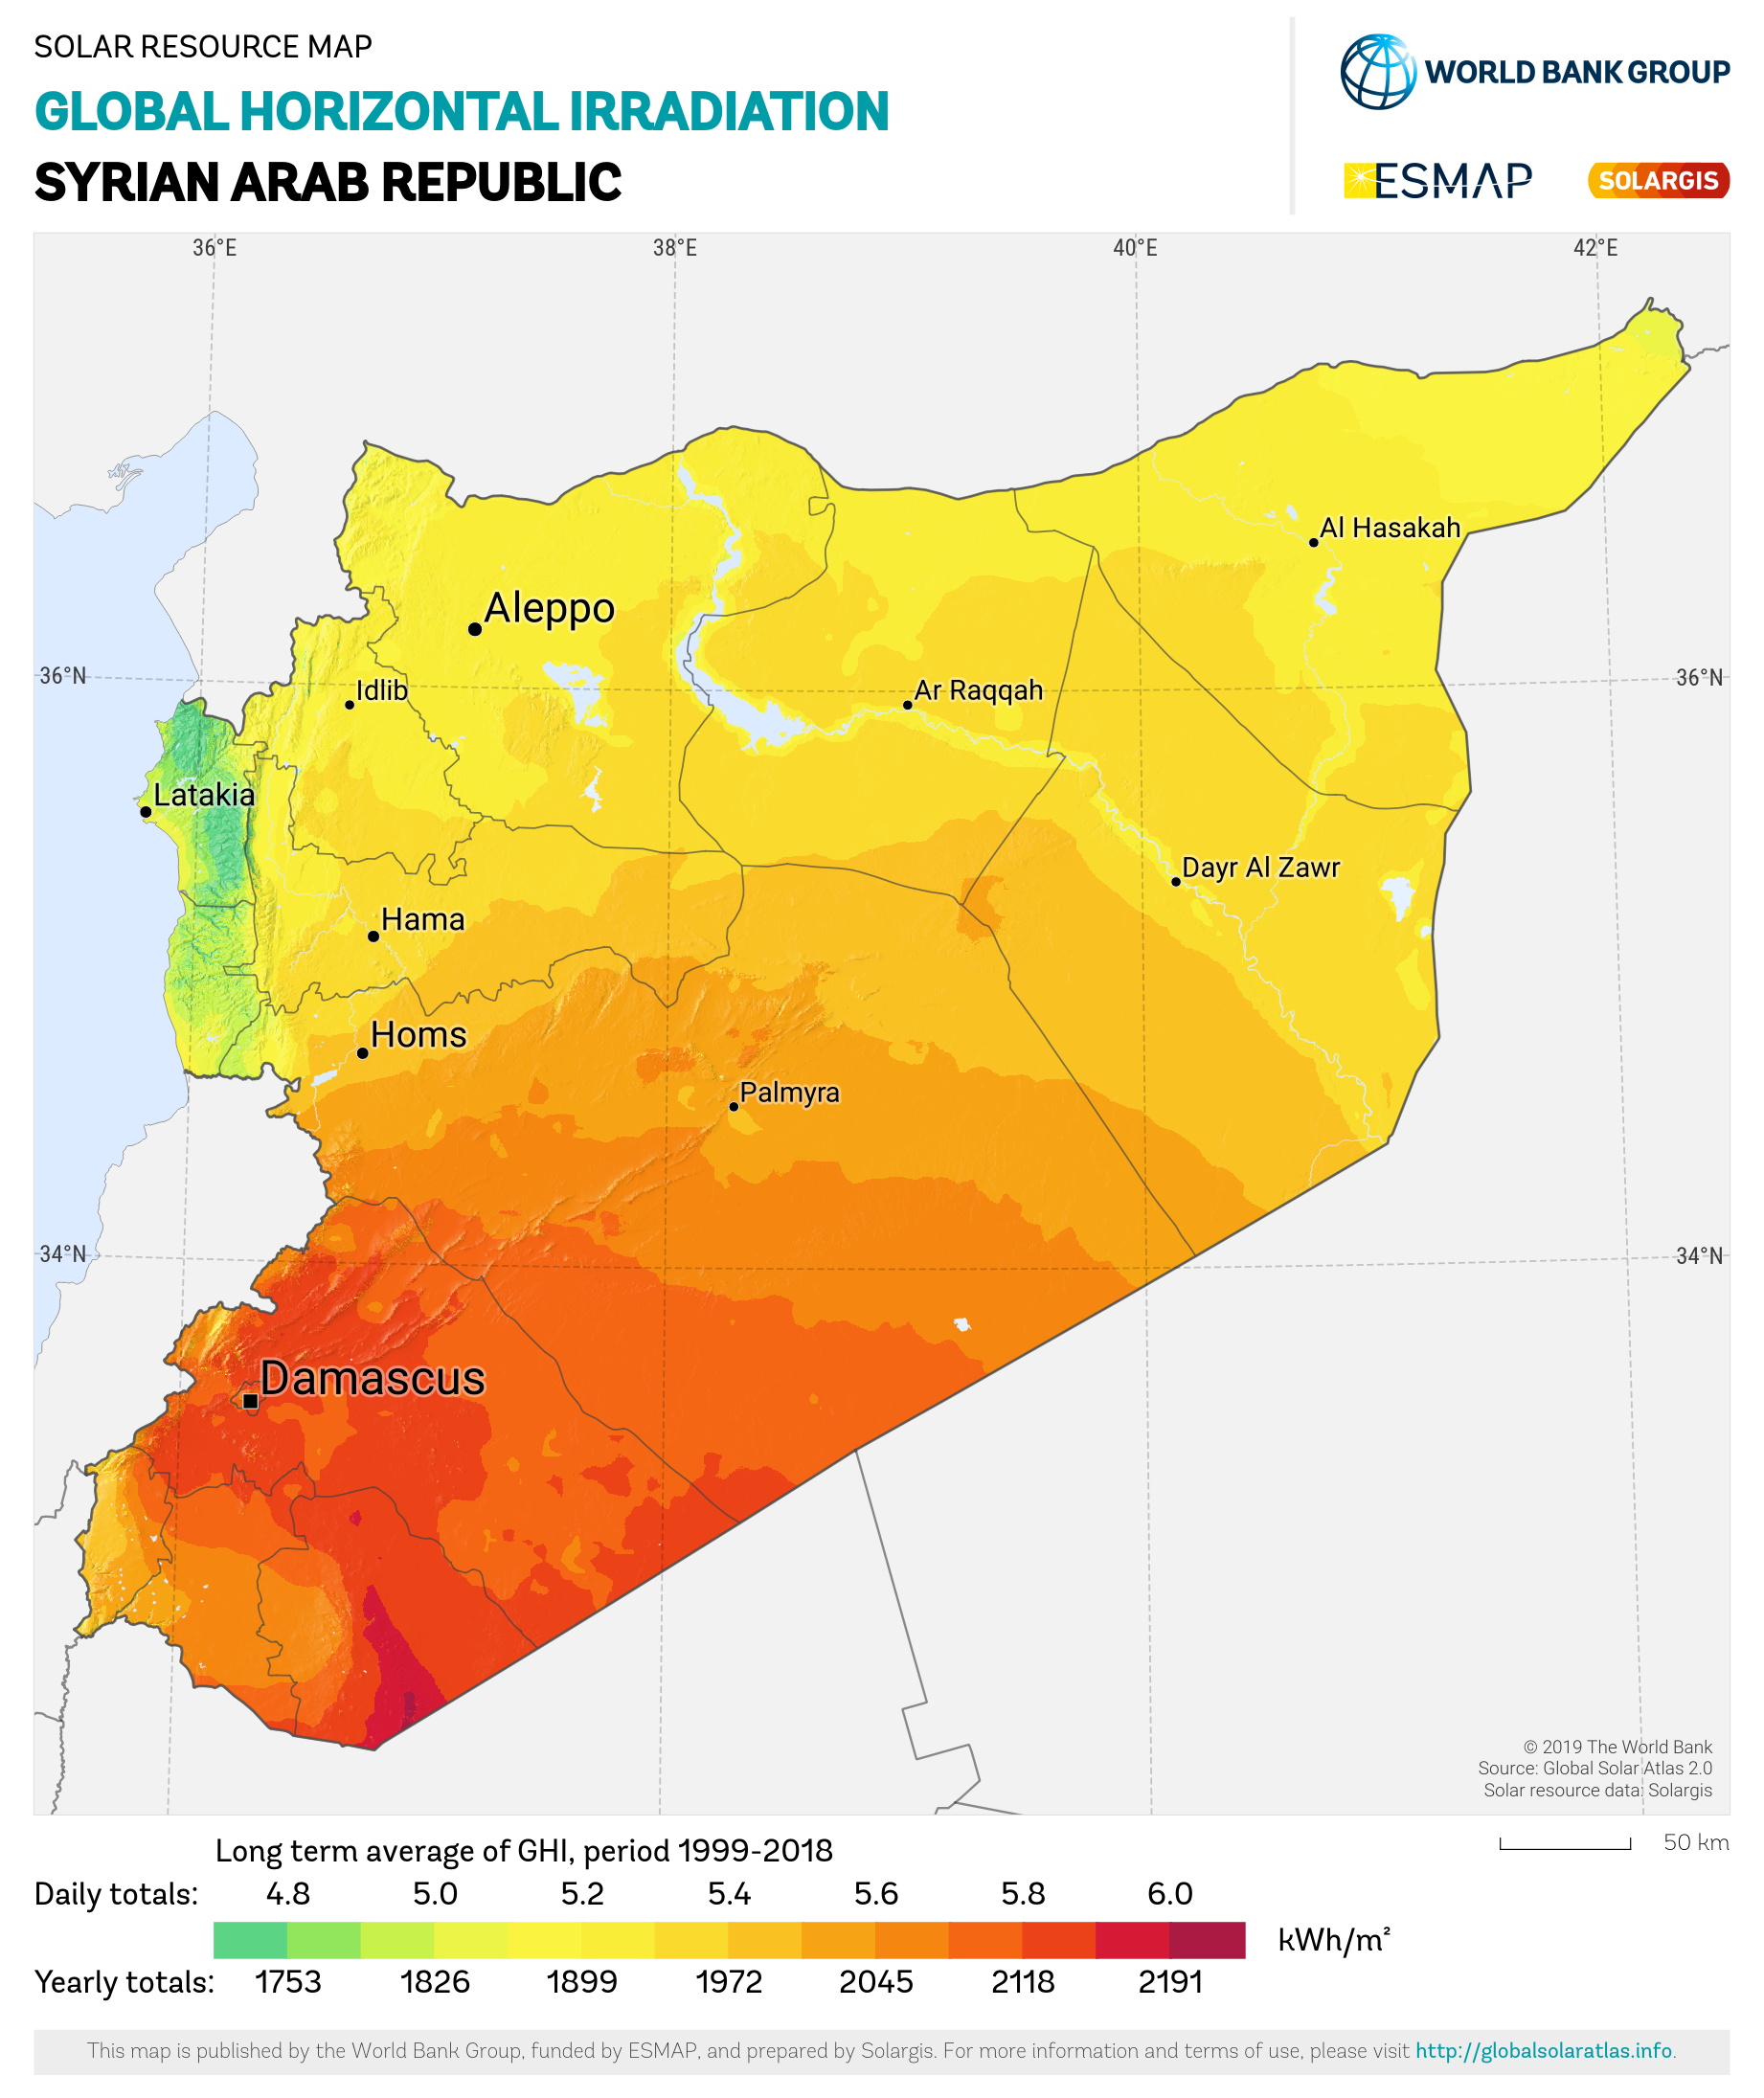 SOLAR RESOURCE MAP
GLOBAL HORIZONTAL IRRADIATION
SYRIAN ARAB REPUBLIC
WORLD BANK GROUP
ESMAP
SOLARGIS
36°E
38°E
40°E
42°E
Al Hasakah
Aleppo
36°N
36°N
Idlib
Ar Raqqah
Latakia
Dayr Al Zawr
Hama
Homs
Palmyra
34°N
34°N
Damascus
© 2019 The World Bank
Source: Global Solar Atlas 2.0
Solar resource data: Solargis
Long term average of GHI, period 1999-2018
50 km
Daily totals: 4.8 5.0 5.2 5.4 5.6 5.8 6.0
kWh/m²
Yearly totals: 1753 1826 1899 1972 2045 2118 2191
This map is published by the World Bank Group, funded by ESMAP, and prepared by Solargis. For more information and terms of use, please visit http://globalsolaratlas.info.